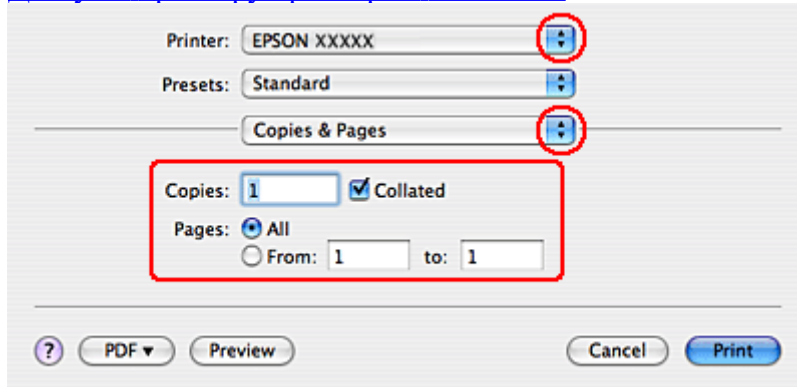 Printer: EPSON XXXXX
Presets: Standard
Copies & Pages
Copies: 1 Collated
Pages: All
From: 1 to: 1
? PDF Preview Cancel Print